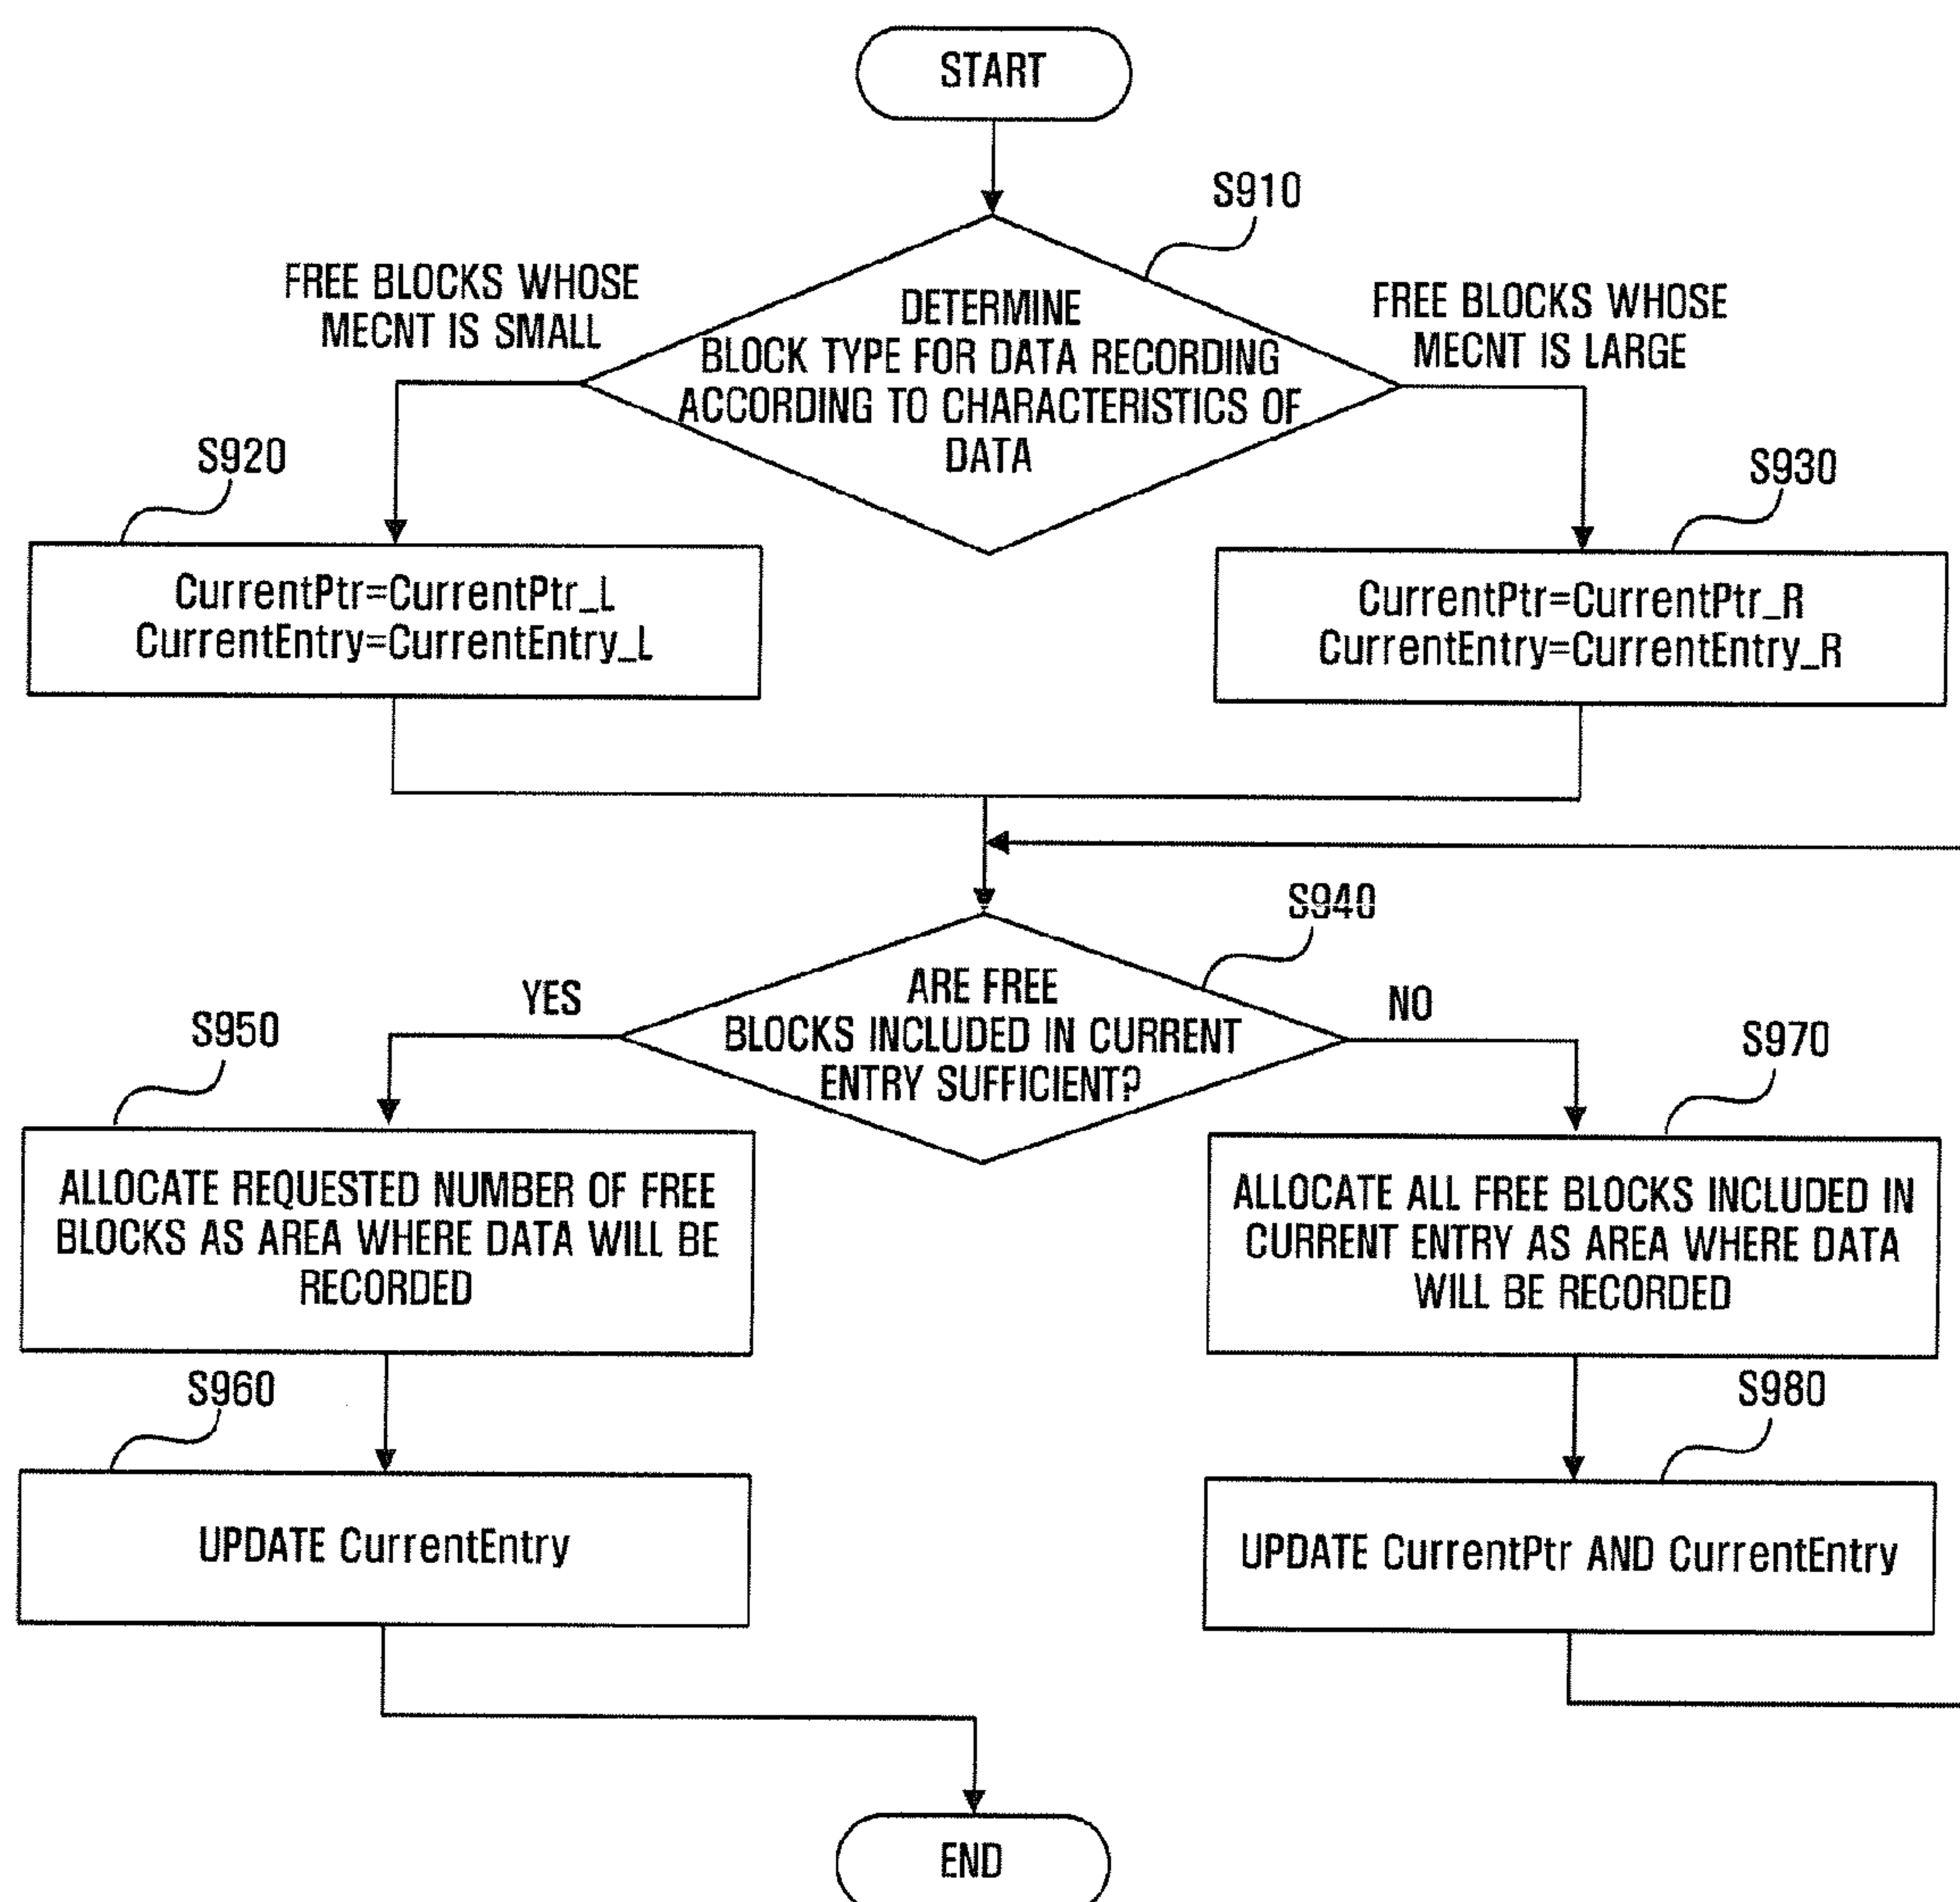 START
S910
FREE BLOCKS WHOSE
MECNT IS SMALL
DETERMINE
BLOCK TYPE FOR DATA RECORDING
ACCORDING TO CHARACTERISTICS OF
DATA
FREE BLOCKS WHOSE
MECNT IS LARGE
S920
S930
CurrentPtr=CurrentPtr_L
CurrentEntry=CurrentEntry_L
CurrentPtr=CurrentPtr_R
CurrentEntry=CurrentEntry_R
S940
YES
ARE FREE
BLOCKS INCLUDED IN CURRENT
ENTRY SUFFICIENT?
NO
S950
S970
ALLOCATE REQUESTED NUMBER OF FREE
BLOCKS AS AREA WHERE DATA WILL BE
RECORDED
ALLOCATE ALL FREE BLOCKS INCLUDED IN
CURRENT ENTRY AS AREA WHERE DATA
WILL BE RECORDED
S960
S980
UPDATE CurrentEntry
UPDATE CurrentPtr AND CurrentEntry
END